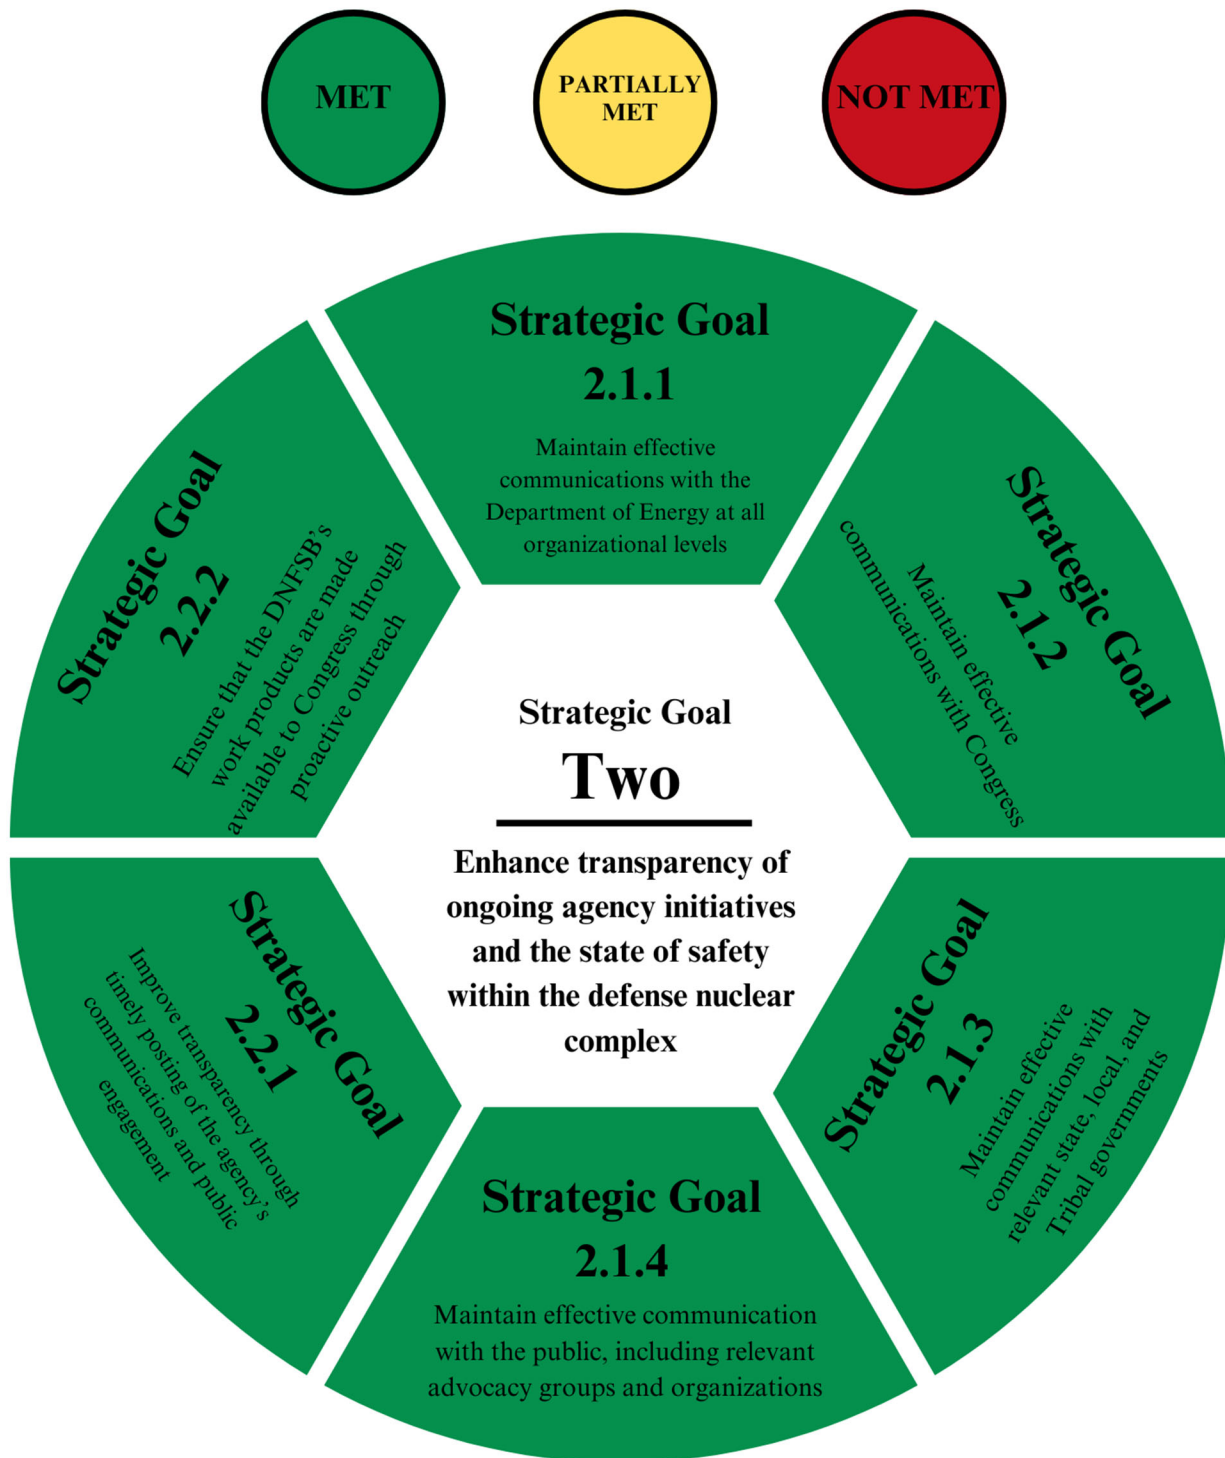 MET
PARTIALLY
MET
NOT MET
Strategic Goal
2.1.1
Maintain effective
communications with the
Department of Energy at all
organizational levels
Strategic Goal
2.1.2
Maintain effective
communications with Congress
Strategic Goal
2.1.3
Maintain effective
communications with
relevant state, local, and
Tribal governments
Strategic Goal
2.1.4
Maintain effective communication
with the public, including relevant
advocacy groups and organizations
Strategic Goal
2.2.1
Improve transparency through
timely posting of the agency’s
communications and public
engagement
Strategic Goal
2.2.2
Ensure that the DNFSB’s
work products are made
available to Congress through
proactive outreach
Strategic Goal
Two
Enhance transparency of
ongoing agency initiatives
and the state of safety
within the defense nuclear
complex